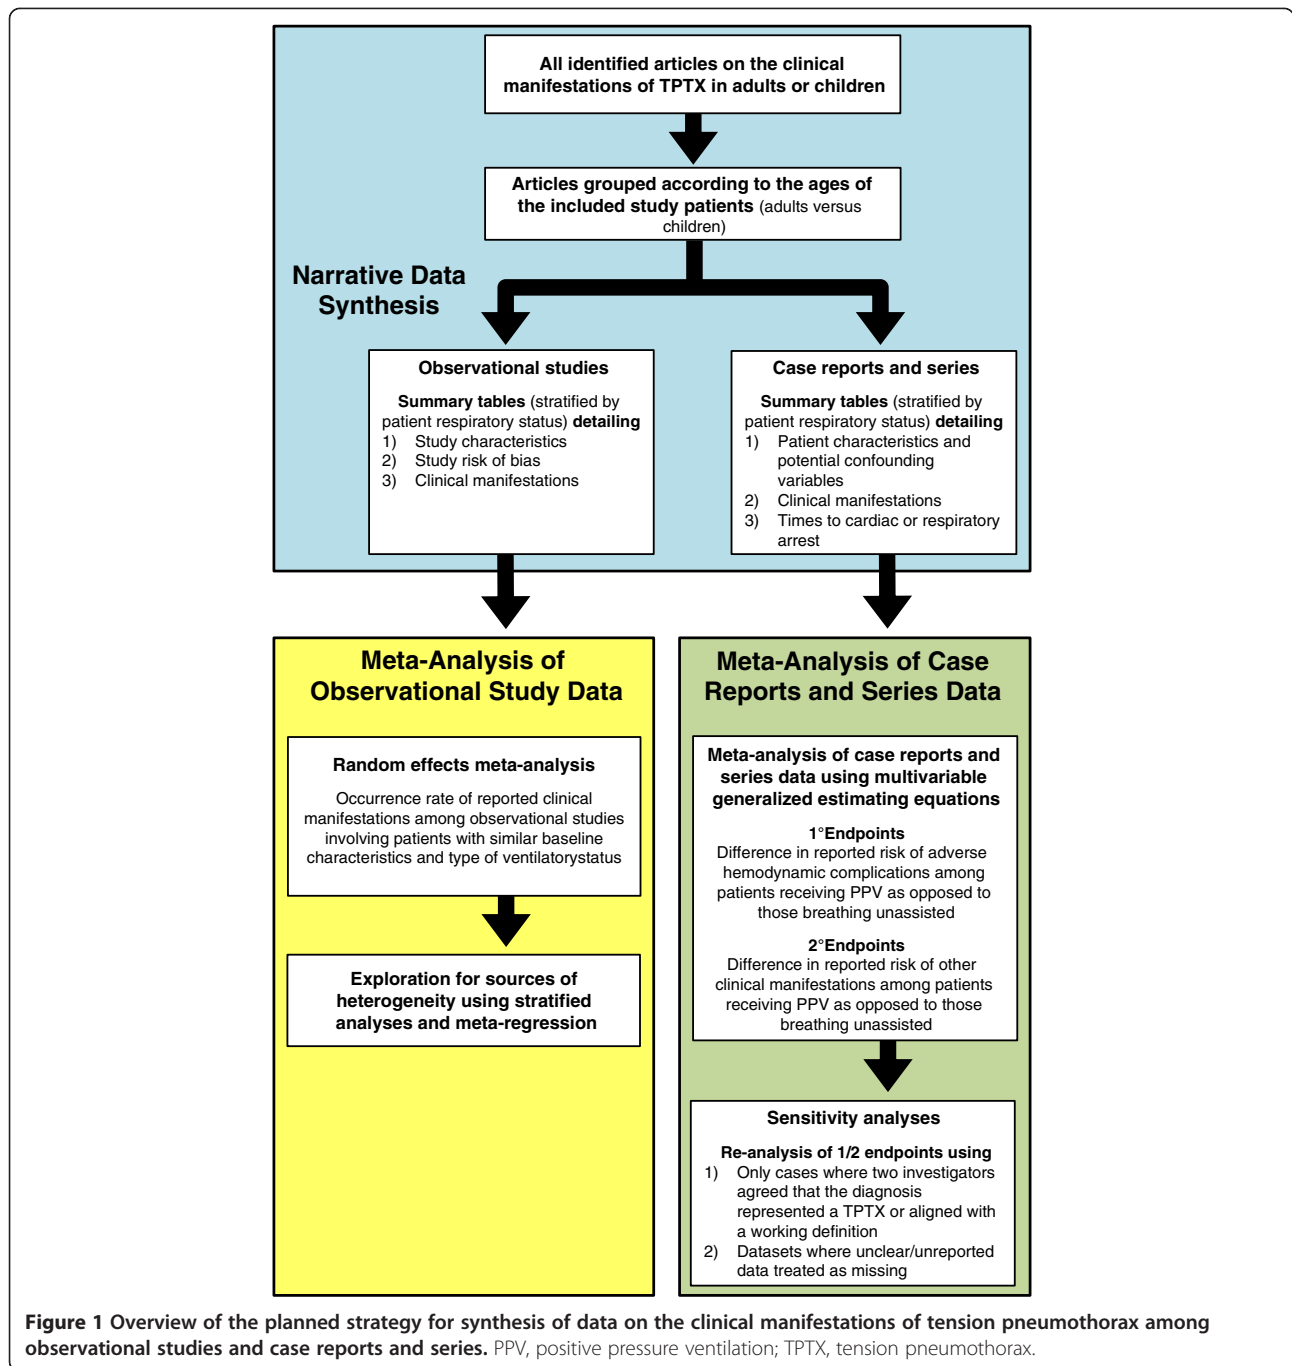 All identified articles on the clinical
manifestations of TPTX in adults or children
Articles grouped according to the ages of
the included study patients (adults versus
children)
Narrative Data
Synthesis
Observational studies
Summary tables (stratified by
patient respiratory status) detailing
1) Study characteristics
2) Study risk of bias
3) Clinical manifestations
Case reports and series
Summary tables (stratified by
patient respiratory status) detailing
1) Patient characteristics and
potential confounding
variables
2) Clinical manifestations
3) Times to cardiac or respiratory
arrest
Meta-Analysis of
Observational Study Data
Random effects meta-analysis
Occurrence rate of reported clinical
manifestations among observational studies
involving patients with similar baseline
characteristics and type of ventilatorystatus
Exploration for sources of
heterogeneity using stratified
analyses and meta-regression
Meta-Analysis of Case
Reports and Series Data
Meta-analysis of case reports and
series data using multivariable
generalized estimating equations
1°Endpoints
Difference in reported risk of adverse
hemodynamic complications among
patients receiving PPV as opposed to
those breathing unassisted
2°Endpoints
Difference in reported risk of other
clinical manifestations among patients
receiving PPV as opposed to those
breathing unassisted
Sensitivity analyses
Re-analysis of 1/2 endpoints using
1) Only cases where two investigators
agreed that the diagnosis
represented a TPTX or aligned with
a working definition
2) Datasets where unclear/unreported
data treated as missing
Figure 1 Overview of the planned strategy for synthesis of data on the clinical manifestations of tension pneumothorax among
observational studies and case reports and series. PPV, positive pressure ventilation; TPTX, tension pneumothorax.